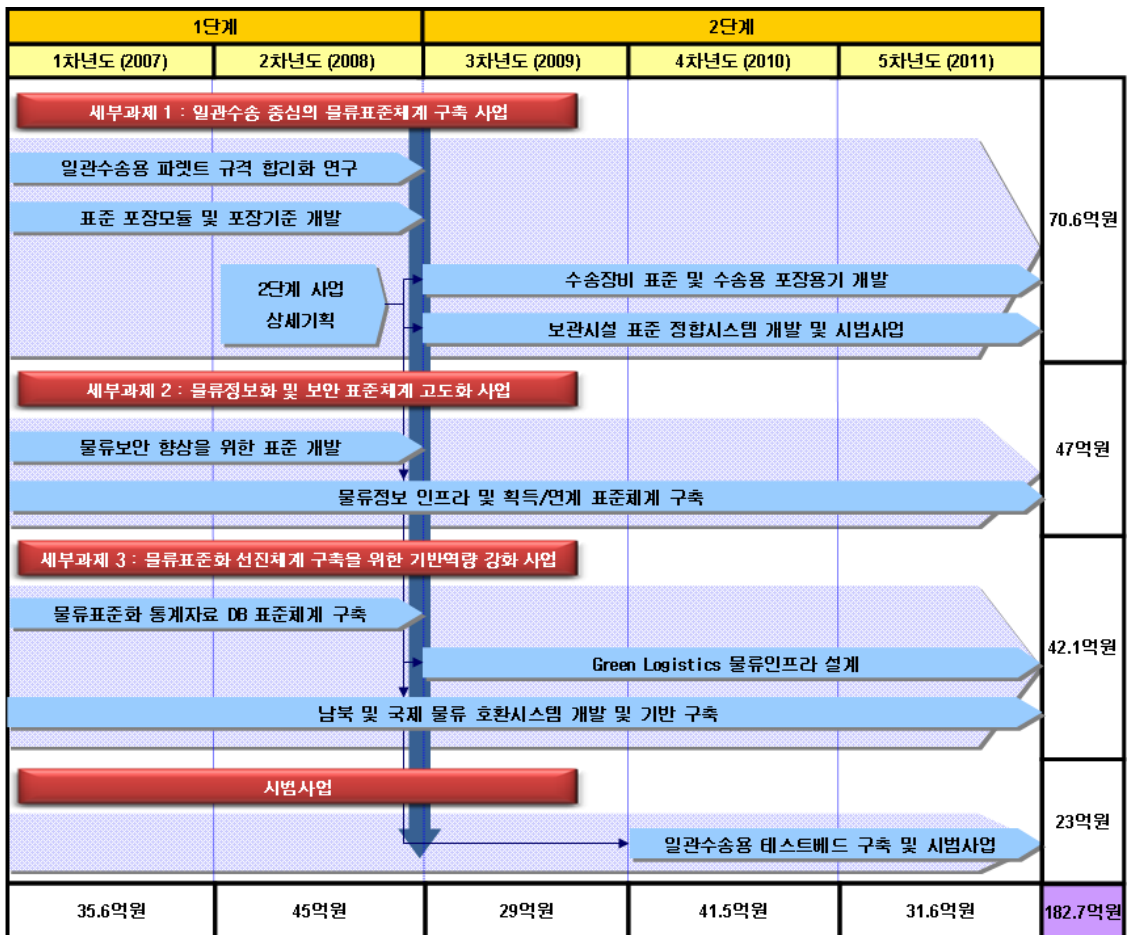 1단계
2단계
1차년도 (2007)
2차년도 (2008)
3차년도 (2009)
4차년도 (2010)
5차년도 (2011)
세부과제 1 : 일관수송 중심의 물류표준체계 구축 사업
일관수송용 파렛트 규격 합리화 연구
표준 포장모듈 및 포장기준 개발
70.6억원
2단계 사업
상세기획
수송장비 표준 및 수송용 포장용기 개발
보관시설 표준 정합시스템 개발 및 시범사업
세부과제 2 : 물류정보화 및 보안 표준체계 고도화 사업
물류보안 향상을 위한 표준 개발
47억원
물류정보 인프라 및 획득/연계 표준체계 구축
세부과제 3 : 물류표준화 선진체계 구축을 위한 기반역량 강화 사업
물류표준화 통계자료 DB 표준체계 구축
42.1억원
Green Logistics 물류인프라 설계
남북 및 국제 물류 호환시스템 개발 및 기반 구축
시범사업
23억원
일관수송용 테스트베드 구축 및 시범사업
35.6억원
45억원
29억원
41.5억원
31.6억원
182.7억원